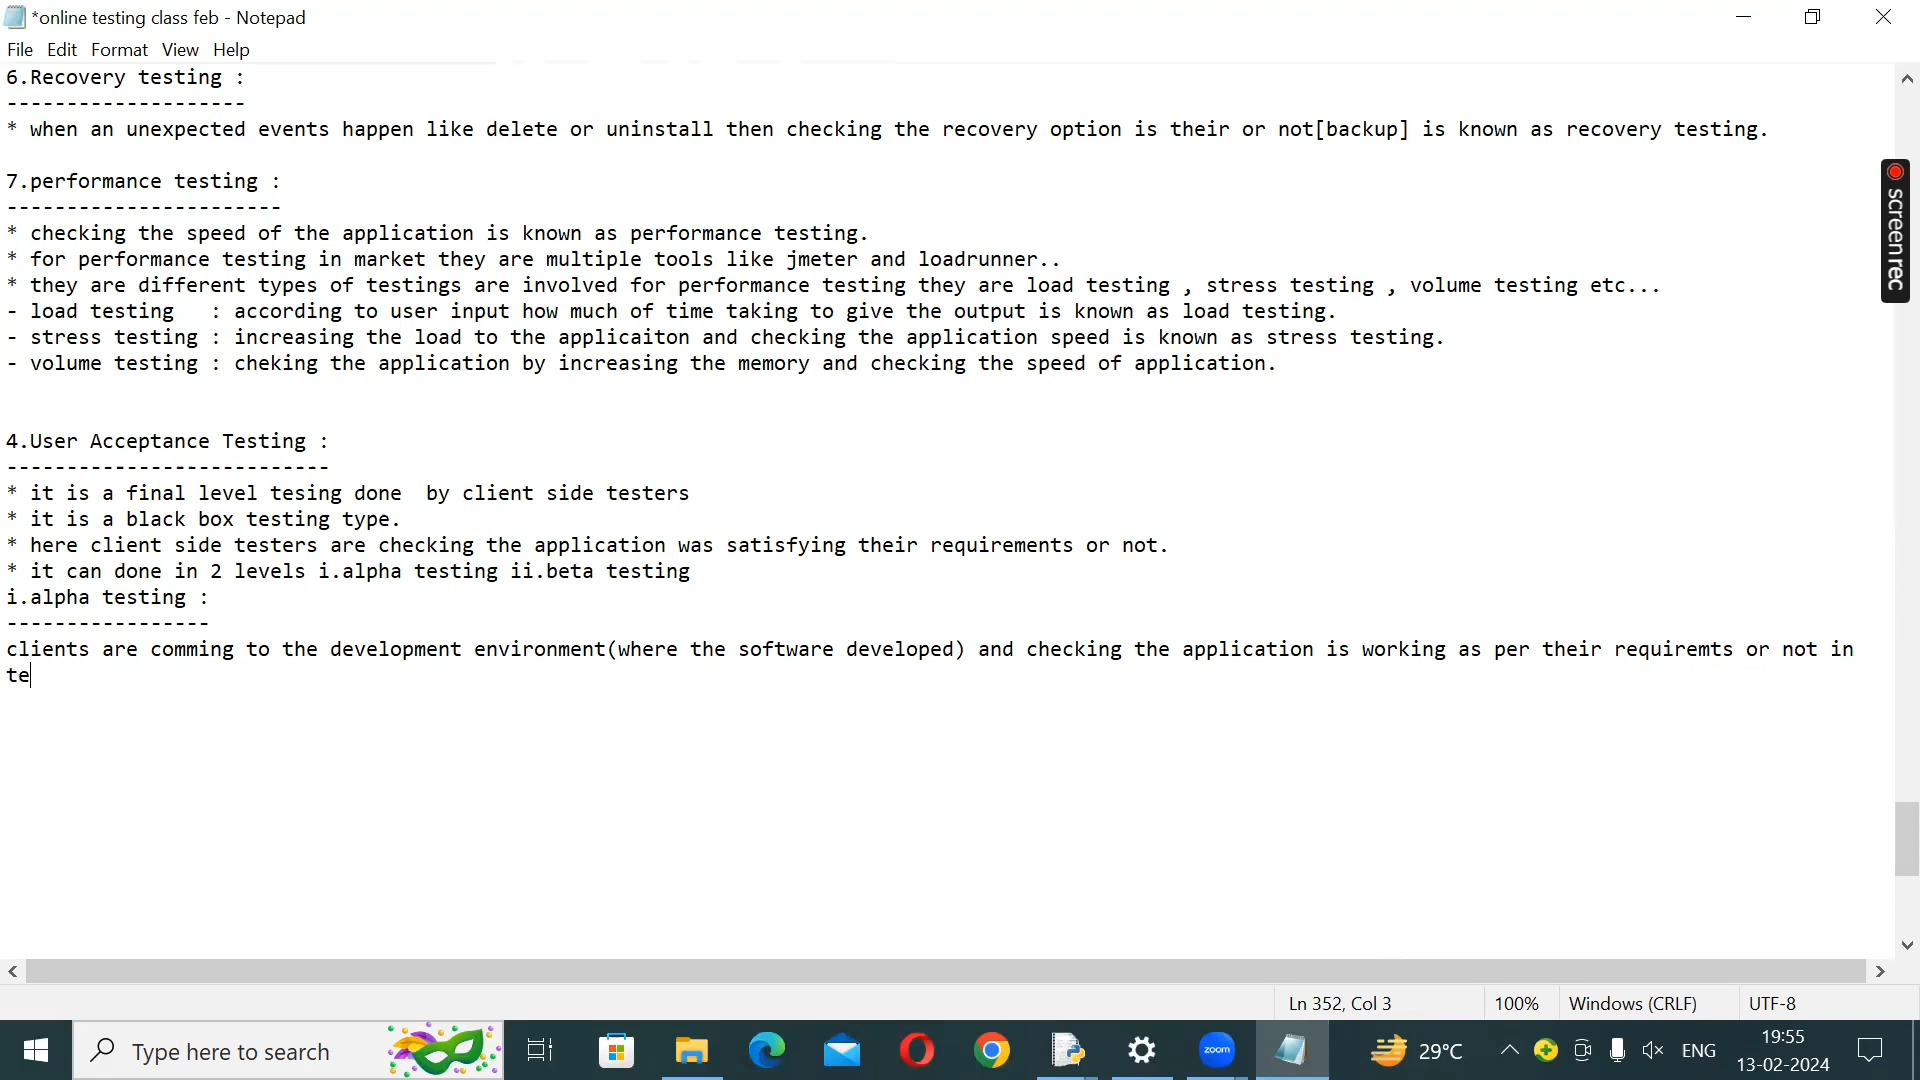 *online testing class feb - Notepad
File Edit Format View Help
6.Recovery testing :
--------------------
* when an unexpected events happen like delete or uninstall then checking the recovery option is their or not[backup] is known as recovery testing.
7.performance testing :
-----------------------
* checking the speed of the application is known as performance testing.
* for performance testing in market they are multiple tools like jmeter and loadrunner..
* they are different types of testings are involved for performance testing they are load testing , stress testing , volume testing etc...
- load testing   : according to user input how much of time taking to give the output is known as load testing.
- stress testing : increasing the load to the applicaiton and checking the application speed is known as stress testing.
- volume testing : cheking the application by increasing the memory and checking the speed of application.
4.User Acceptance Testing :
---------------------------
* it is a final level tesing done  by client side testers
* it is a black box testing type.
* here client side testers are checking the application was satisfying their requirements or not.
* it can done in 2 levels i.alpha testing ii.beta testing
i.alpha testing :
-----------------
clients are comming to the development environment(where the software developed) and checking the application is working as per their requiremts or not in
te
screen rec
Ln 352, Col 3
100%
Windows (CRLF)
UTF-8
Type here to search
zoom
29°C
ENG
19:55
13-02-2024